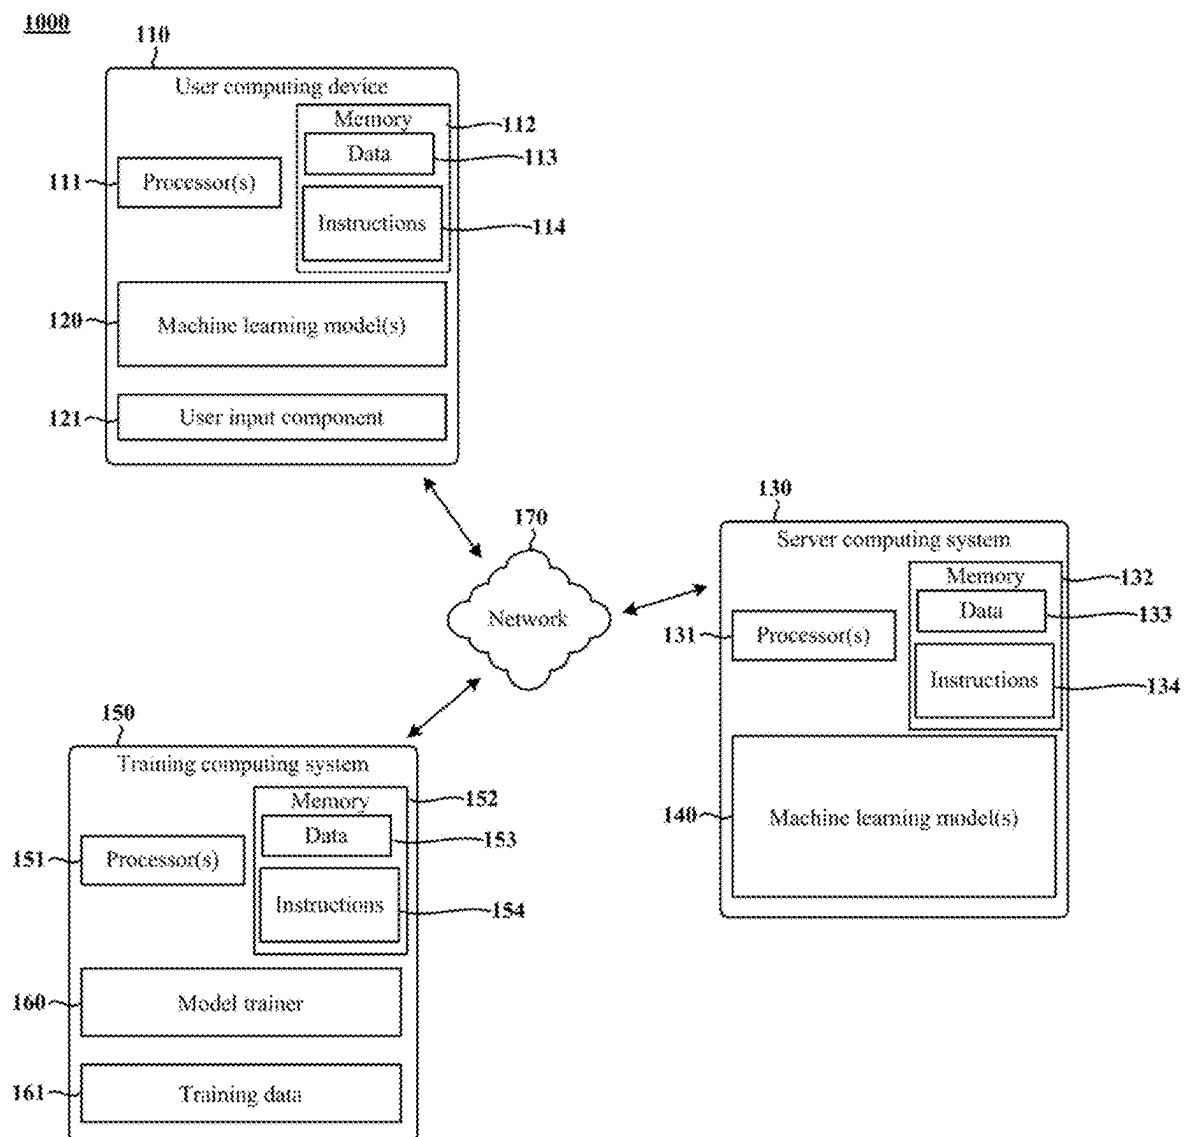 1000
110
User computing device
Memory
112
Data
113
111
Processor(s)
Instructions
114
120
Machine learning model(s)
121
User input component
170
Network
130
Server computing system
Memory
132
Data
133
131
Processor(s)
Instructions
134
140
Machine learning model(s)
150
Training computing system
Memory
152
Data
153
151
Processor(s)
Instructions
154
160
Model trainer
161
Training data